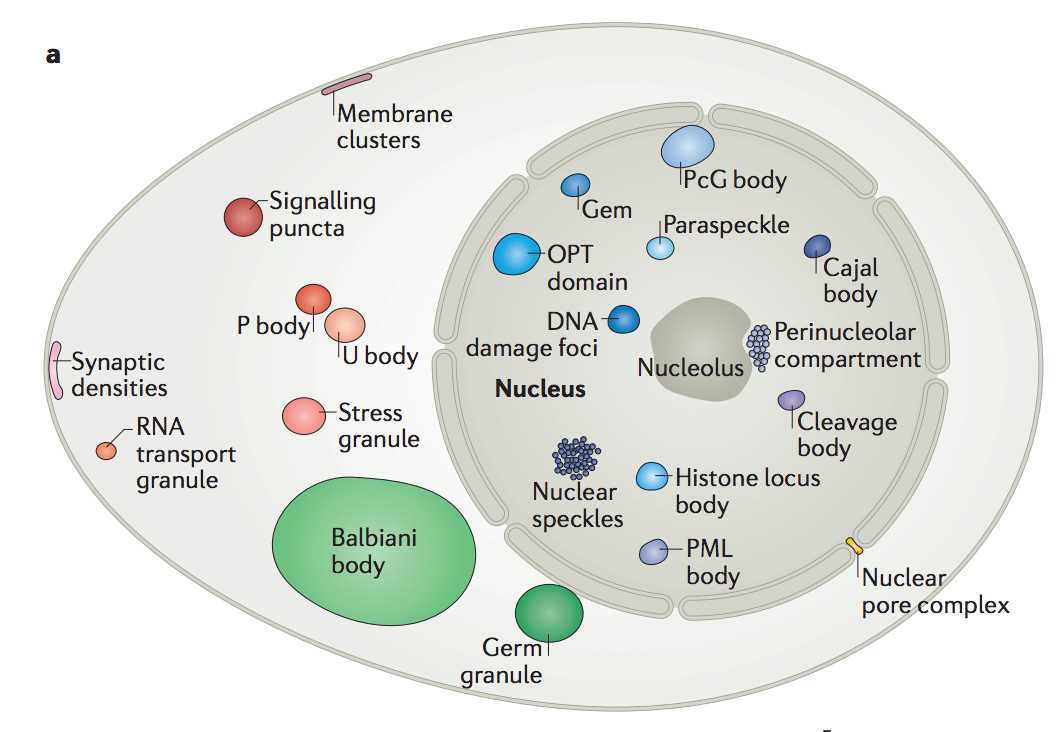 a
Membrane
clusters
Signalling
puncta
P body
U body
Synaptic
densities
RNA
transport
granule
Stress
granule
Balbiani
body
Germ
granule
PcG body
Gem
Paraspeckle
OPT
domain
Cajal
body
DNA
damage foci
Nucleolus
Perinucleolar
compartment
Nucleus
Cleavage
body
Nuclear
speckles
Histone locus
body
PML
body
Nuclear
pore complex